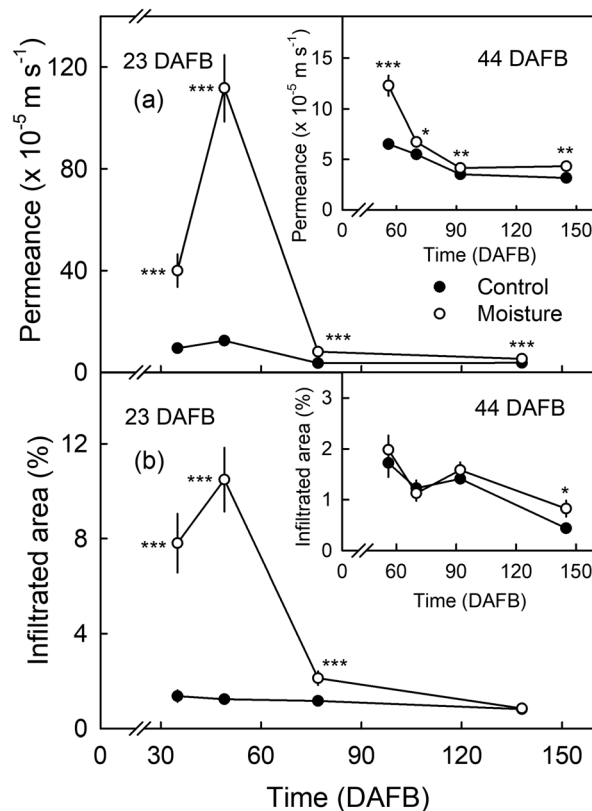 120
80
40
0
Permeance (x 10⁻⁵ m s⁻¹)
23 DAFB
(a)
***
***
***
***
15
10
5
0
Permeance (x 10⁻⁵ m s⁻¹)
44 DAFB
***
*
**
**
0 60 90 120 150
Time (DAFB)
Control
Moisture
12
8
4
0
Infiltrated area (%)
23 DAFB
(b)
***
***
***
3
2
1
0
Infiltrated area (%)
44 DAFB
*
0 60 90 120 150
Time (DAFB)
0 30 60 90 120 150
Time (DAFB)